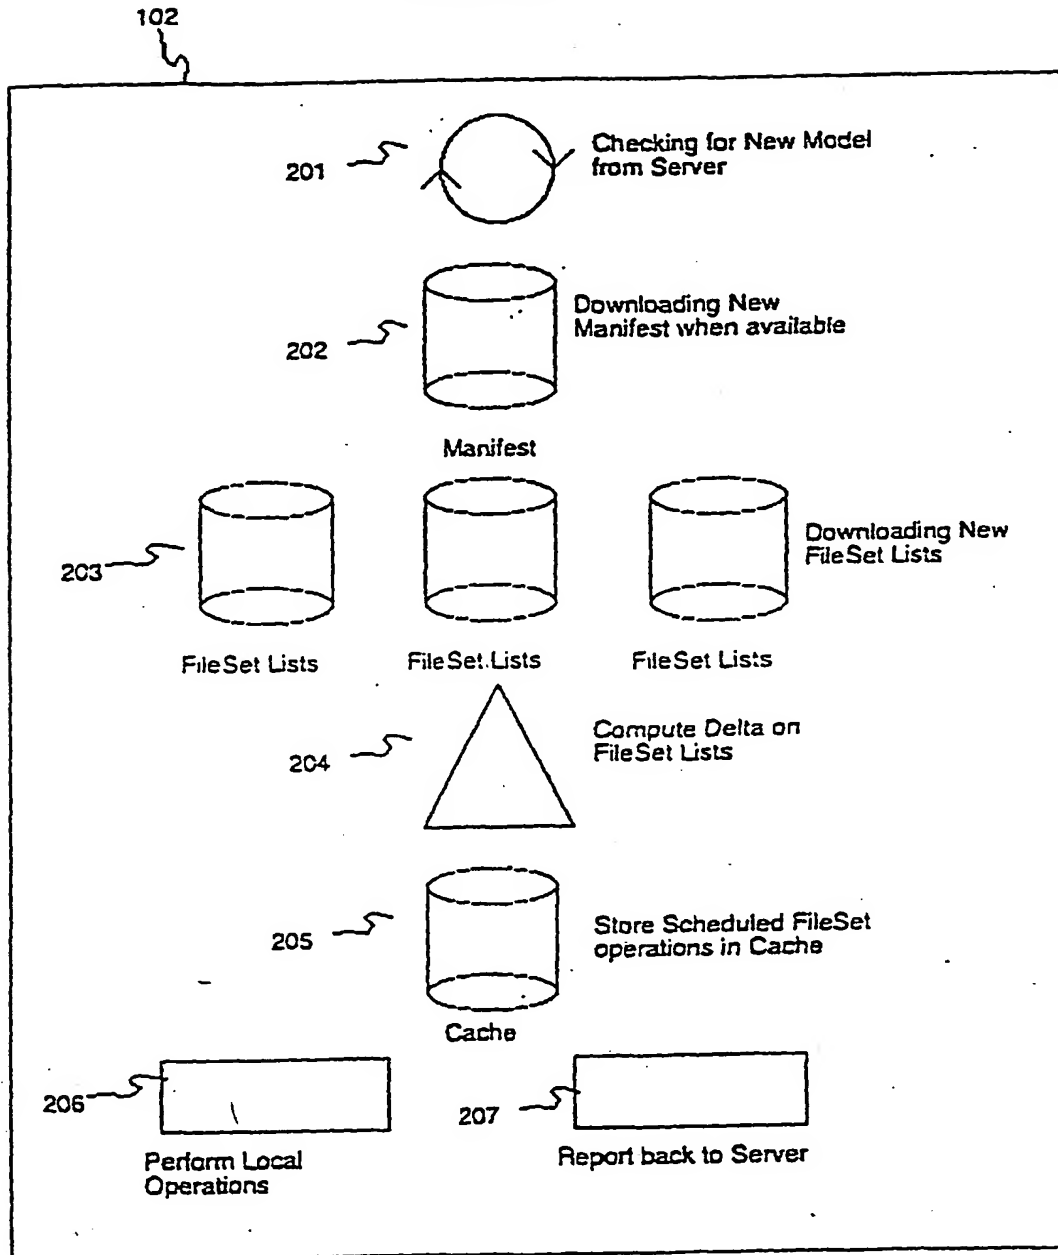 102
201
Checking for New Model
from Server
202
Downloading New
Manifest when available
Manifest
203
Downloading New
FileSet Lists
FileSet Lists
FileSet Lists
FileSet Lists
204
Compute Delta on
FileSet Lists
205
Store Scheduled FileSet
operations in Cache
Cache
206
207
Perform Local
Operations
Report back to Server